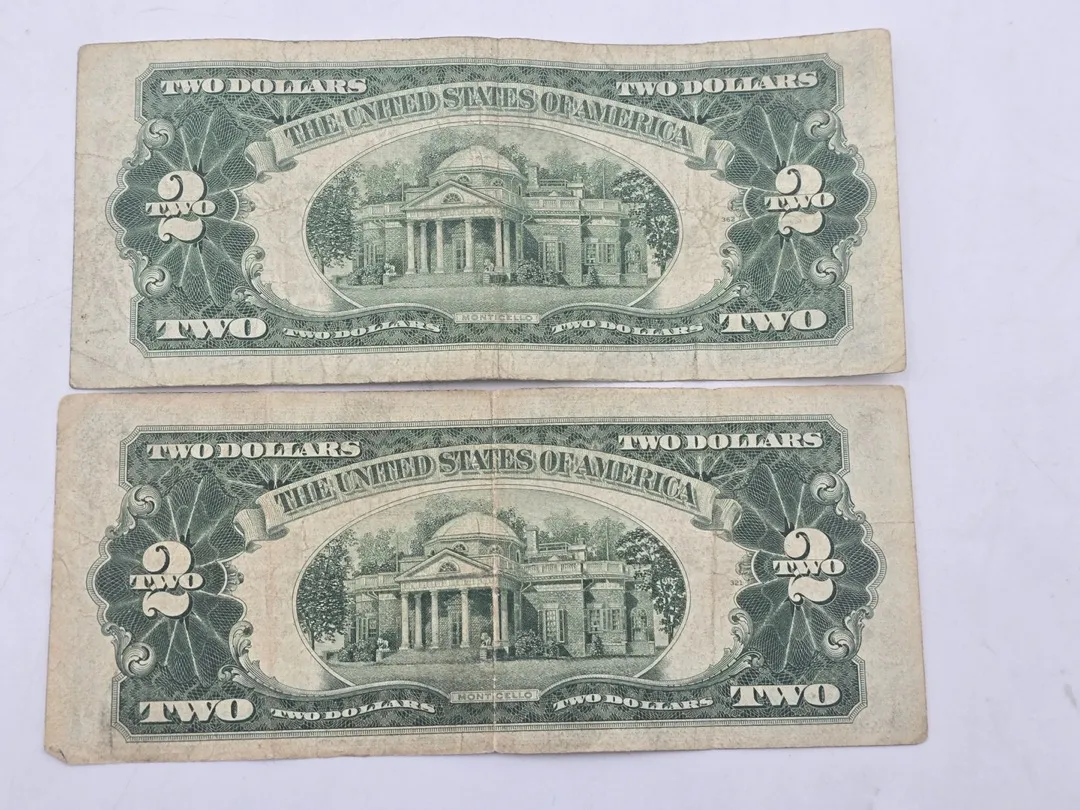 TWO DOLLARS TWO DOLLARS
THE UNITED STATES OF AMERICA
2 TWO 2 TWO
362
MONTICELLO
TWO TWO DOLLARS TWO DOLLARS TWO
TWO DOLLARS TWO DOLLARS
THE UNITED STATES OF AMERICA
2 TWO 2 TWO
321
MONTICELLO
TWO TWO DOLLARS TWO DOLLARS TWO